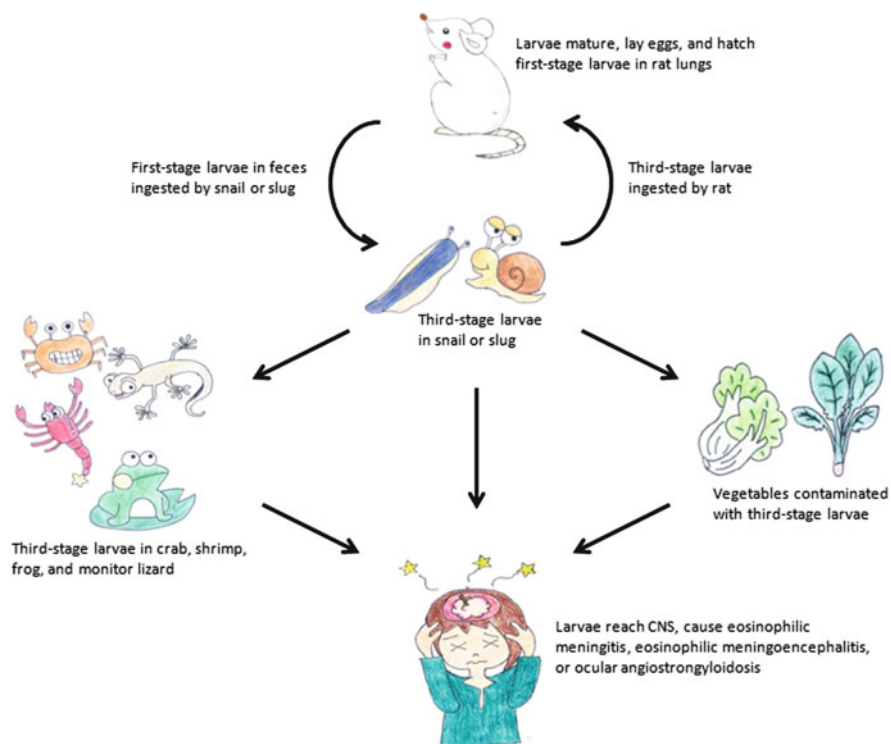 Larvae mature, lay eggs, and hatch
first-stage larvae in rat lungs
First-stage larvae in feces
ingested by snail or slug
Third-stage larvae
ingested by rat
Third-stage larvae
in snail or slug
Third-stage larvae in crab, shrimp,
frog, and monitor lizard
Vegetables contaminated
with third-stage larvae
Larvae reach CNS, cause eosinophilic
meningitis, eosinophilic meningoencephalitis,
or ocular angiostrongyloidosis